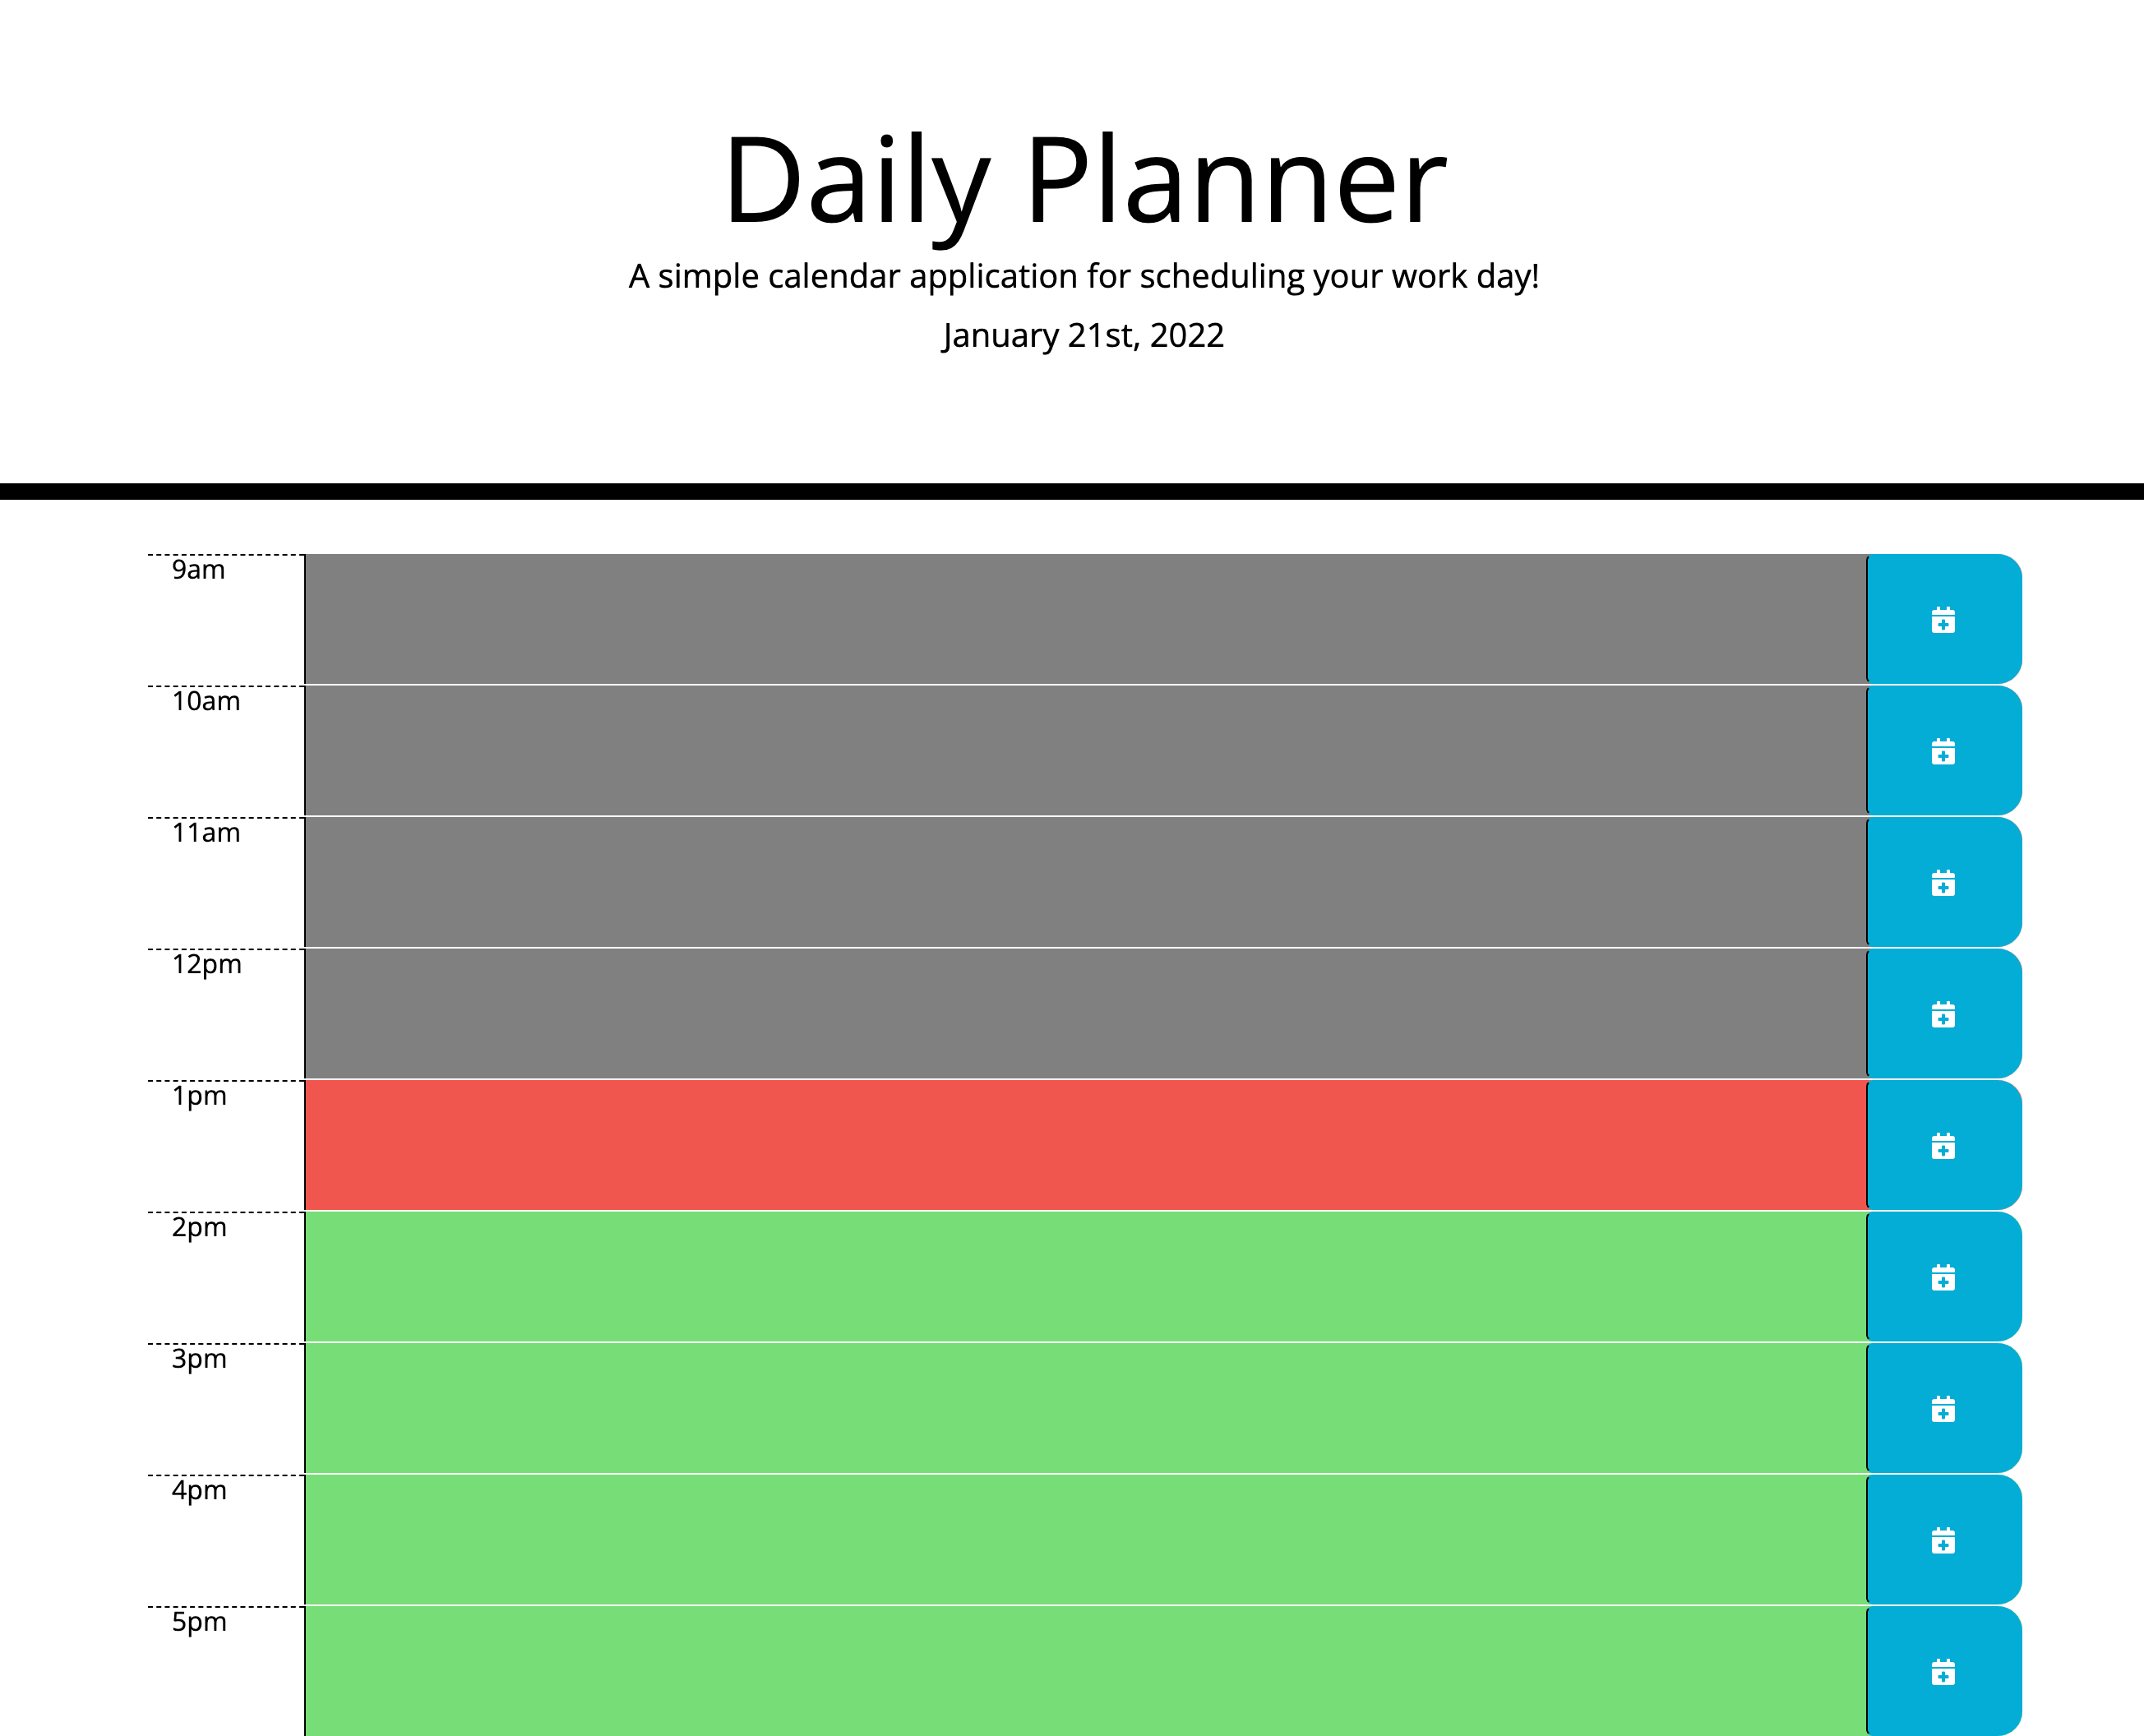 Daily Planner
A simple calendar application for scheduling your work day!
January 21st, 2022
9am
10am
11am
12pm
1pm
2pm
3pm
4pm
5pm